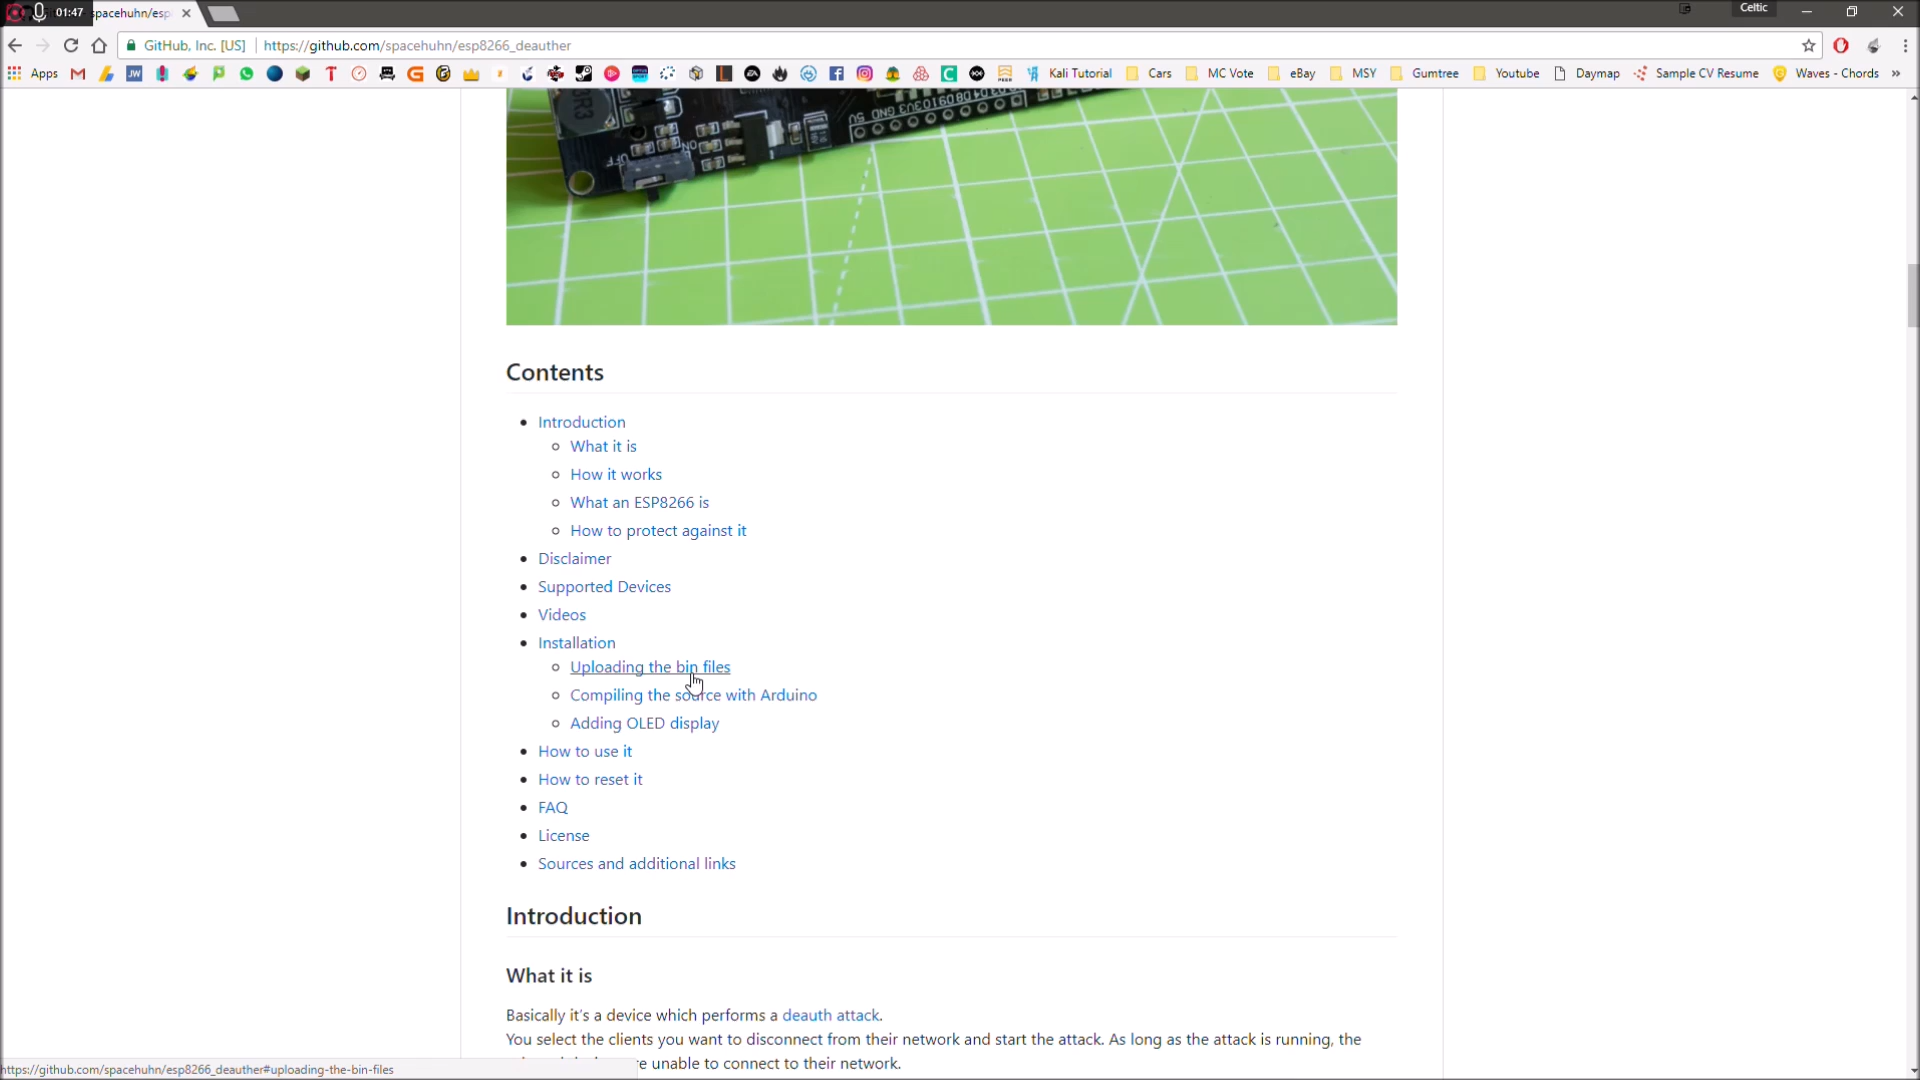 01:47
spacehuhn/esp
Celtic
GitHub, Inc. [US]
https://github.com/spacehuhn/esp8266_deauther
Apps
Kali Tutorial
Cars
MC Vote
eBay
MSY
Gumtree
Youtube
Daymap
Sample CV Resume
Waves - Chords
»
OFF
ON
5V GND
Contents
Introduction
What it is
How it works
What an ESP8266 is
How to protect against it
Disclaimer
Supported Devices
Videos
Installation
Uploading the bin files
Compiling the source with Arduino
Adding OLED display
How to use it
How to reset it
FAQ
License
Sources and additional links
Introduction
What it is
Basically it's a device which performs a deauth attack.
You select the clients you want to disconnect from their network and start the attack. As long as the attack is running, the
unable to connect to their network.
https://github.com/spacehuhn/esp8266_deauther#uploading-the-bin-files